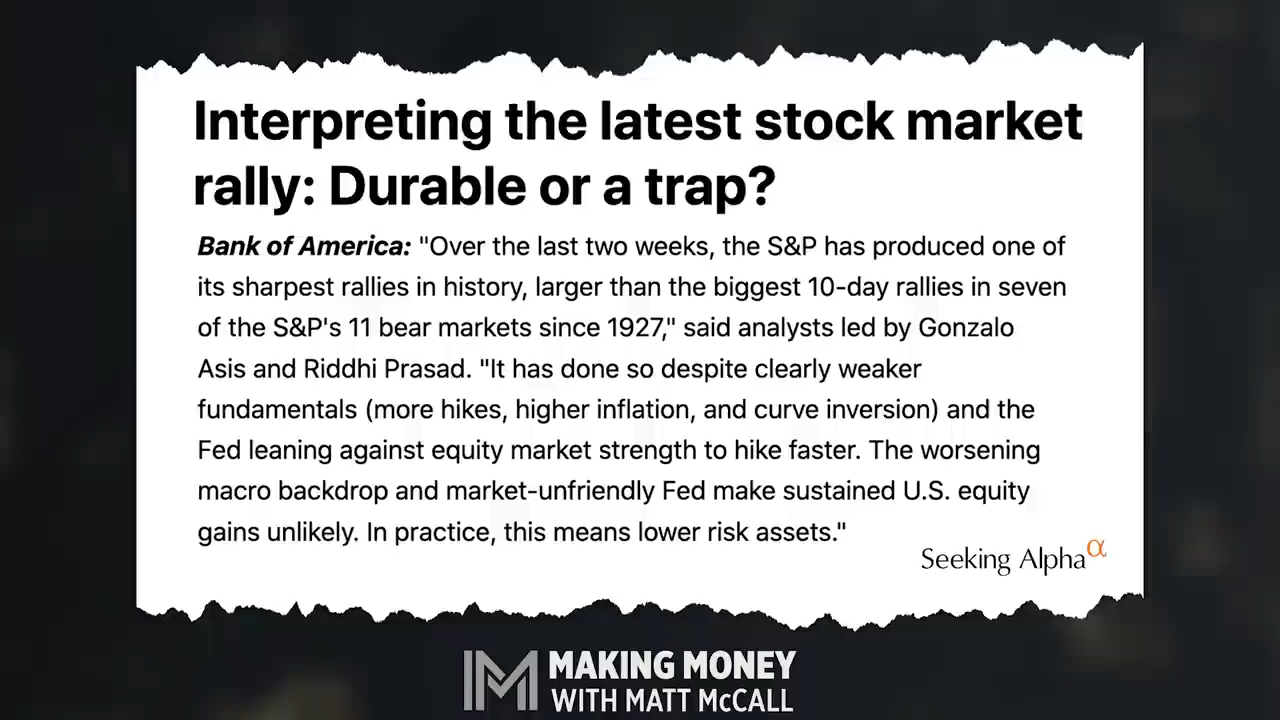 Interpreting the latest stock market
rally: Durable or a trap?
Bank of America: "Over the last two weeks, the S&P has produced one of
its sharpest rallies in history, larger than the biggest 10-day rallies in seven
of the S&P's 11 bear markets since 1927," said analysts led by Gonzalo
Asis and Riddhi Prasad. "It has done so despite clearly weaker
fundamentals (more hikes, higher inflation, and curve inversion) and the
Fed leaning against equity market strength to hike faster. The worsening
macro backdrop and market-unfriendly Fed make sustained U.S. equity
gains unlikely. In practice, this means lower risk assets."
Seeking Alpha α
MAKING MONEY
WITH MATT McCALL